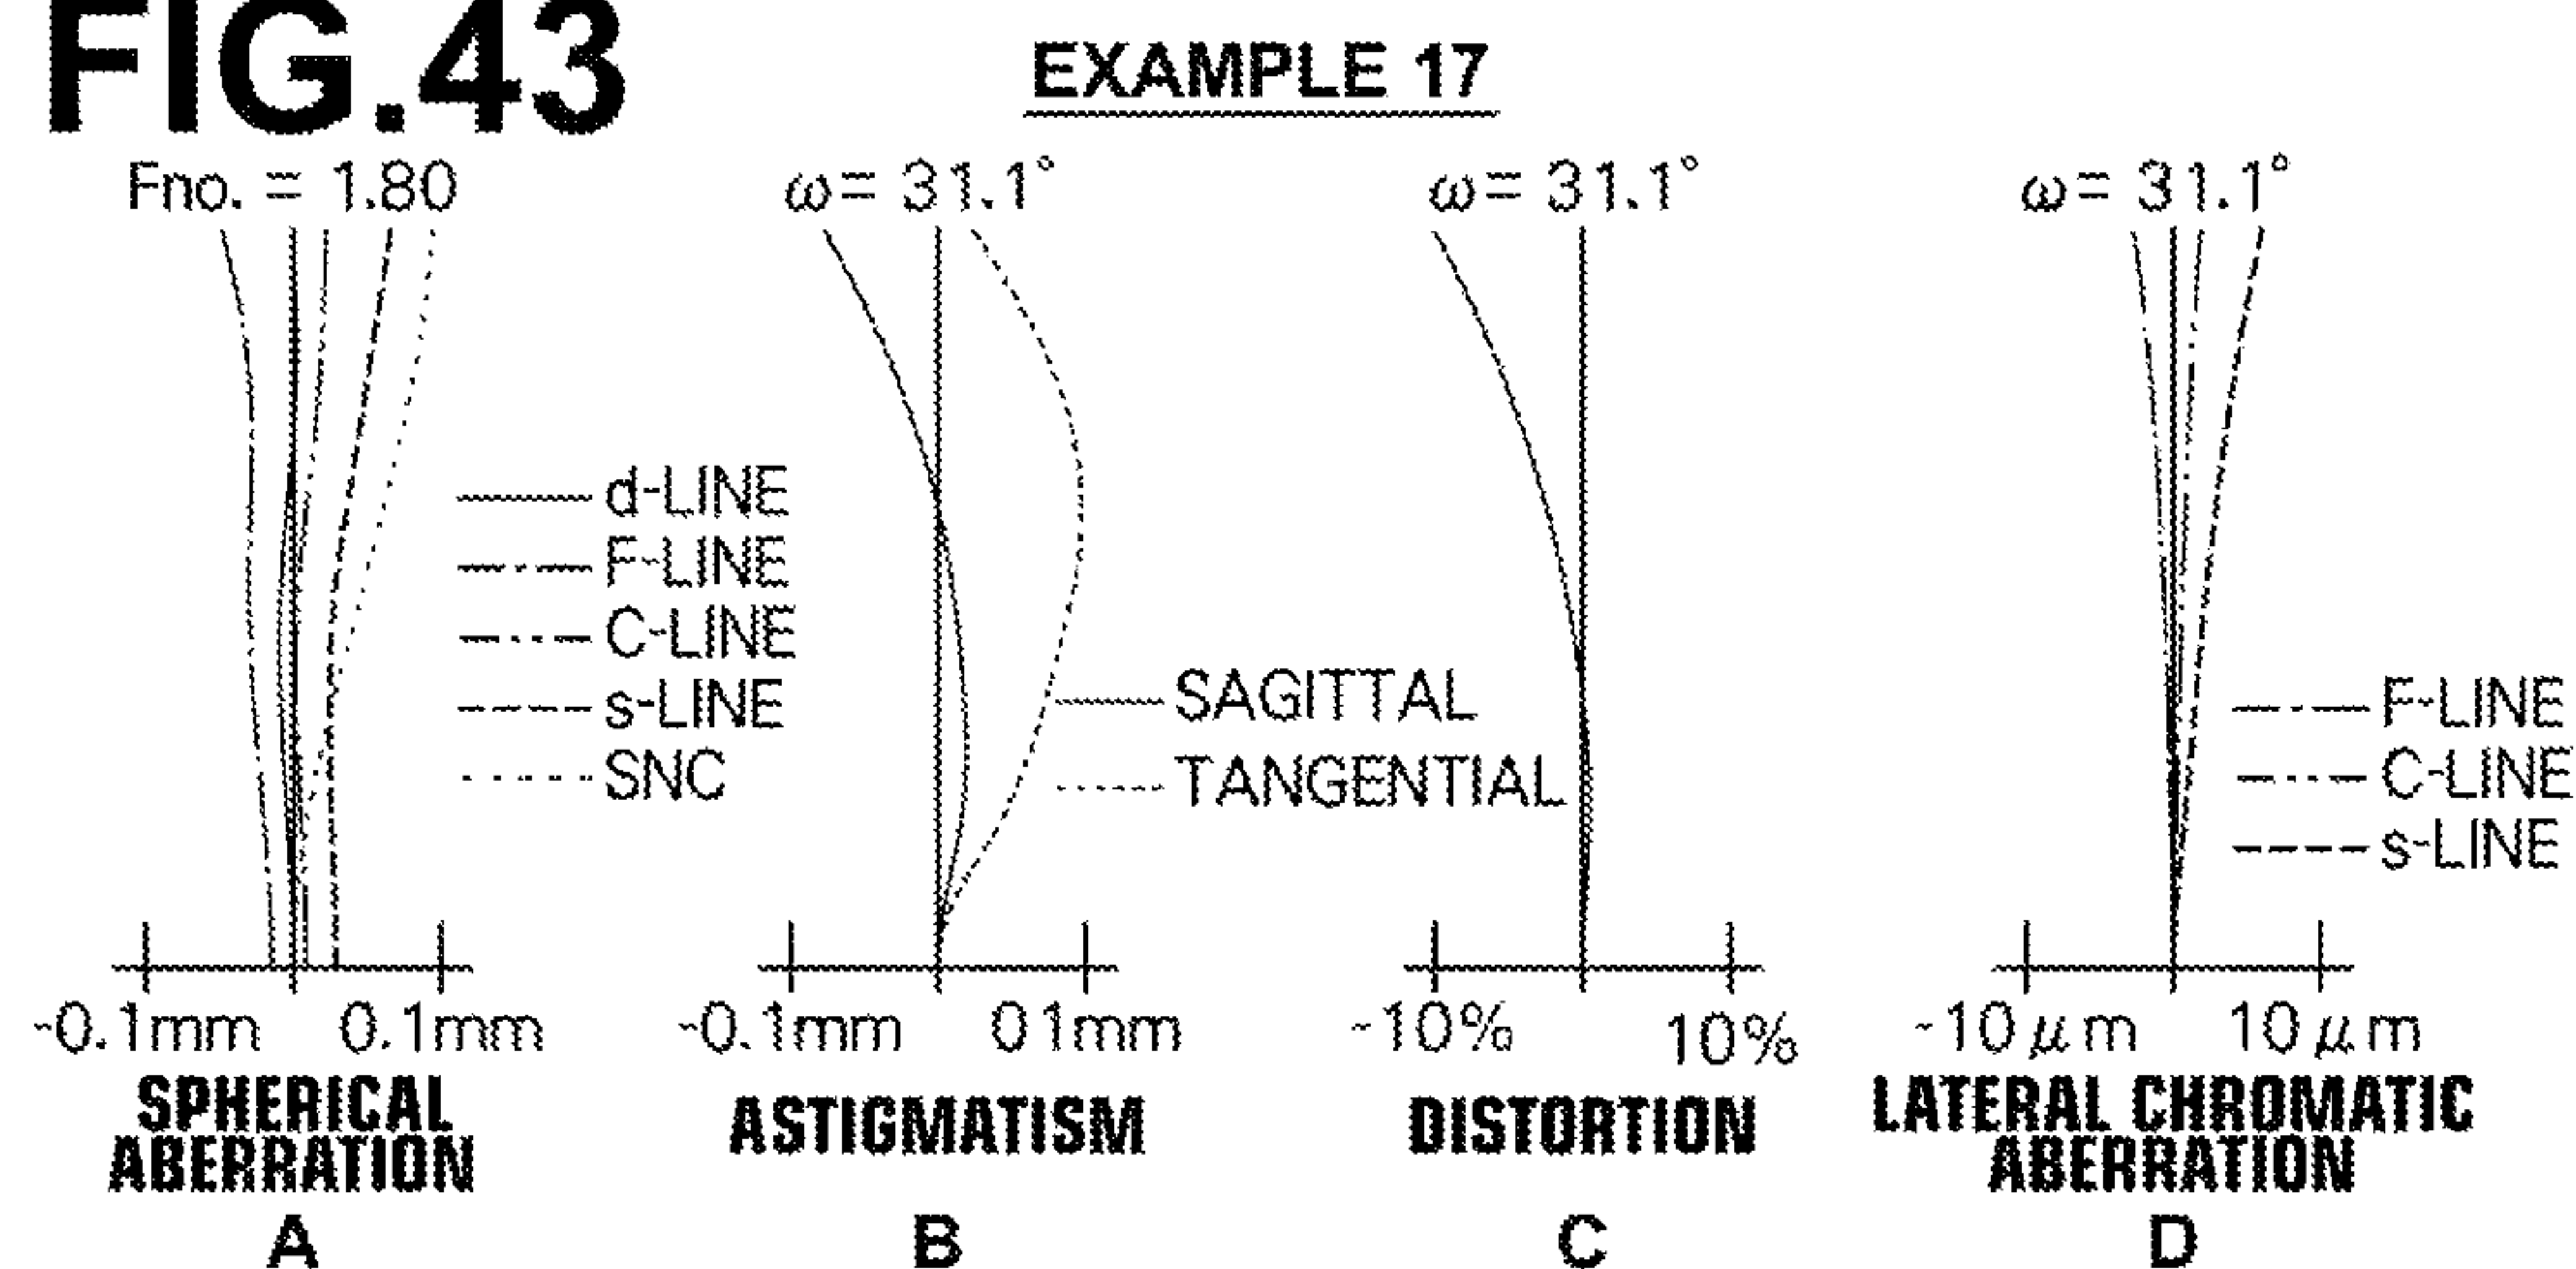 FIG.43
EXAMPLE 17
Fno. = 1.80
ω= 31.1°
ω= 31.1°
ω= 31.1°
d-LINE
F-LINE
C-LINE
s-LINE
SNC
SAGITTAL
TANGENTIAL
F-LINE
C-LINE
s-LINE
-0.1mm 0.1mm
-0.1mm 01mm
-10% 10%
-10μm 10μm
SPHERICAL
ABERRATION
ASTIGMATISM
DISTORTION
LATERAL CHROMATIC
ABERRATION
A
B
C
D